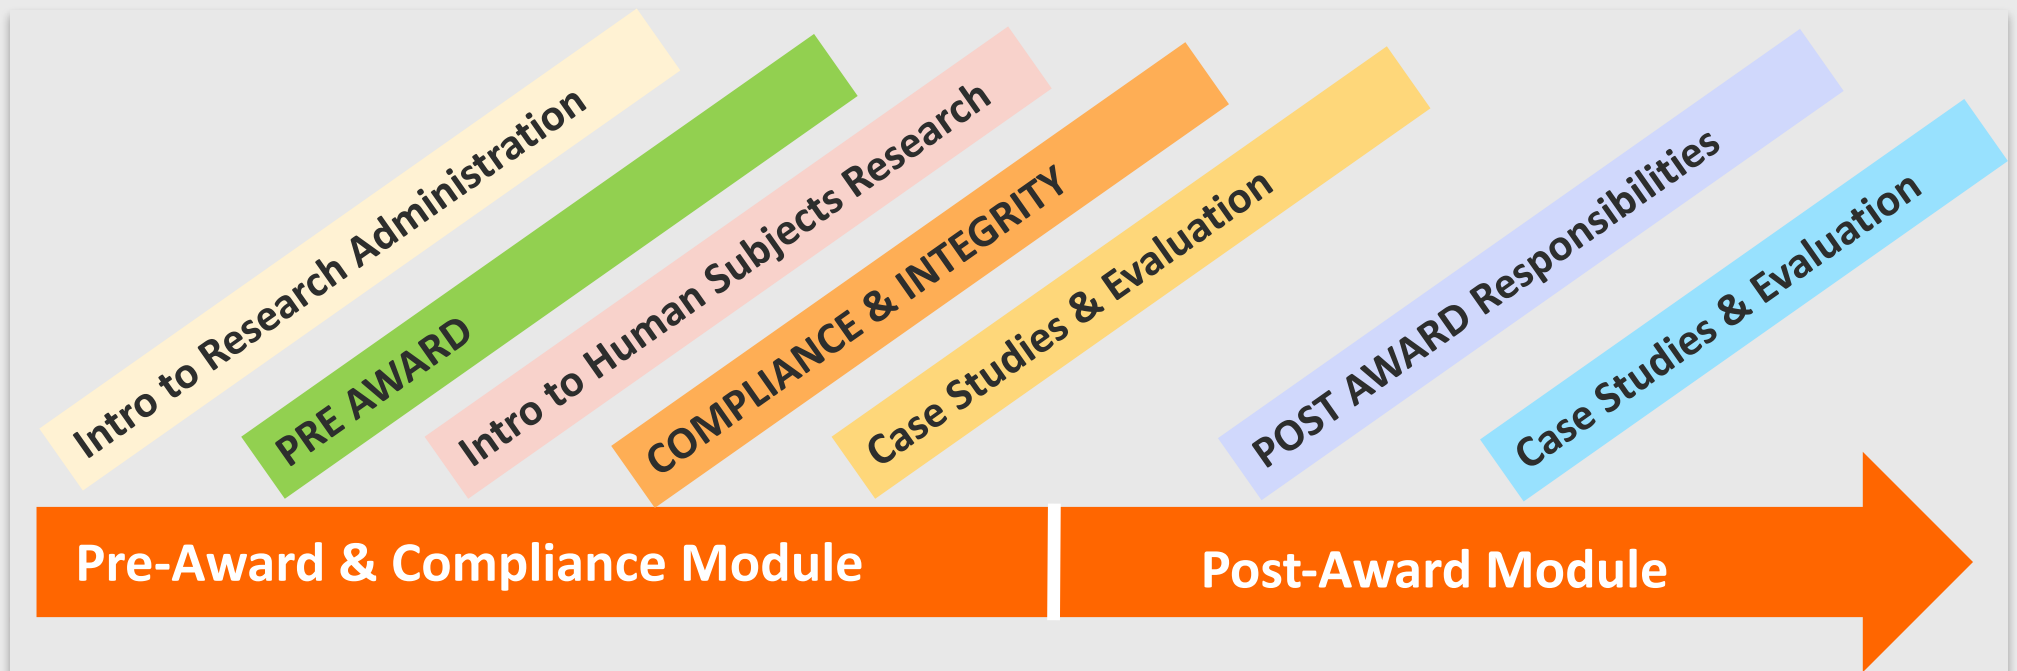 Intro to Research Administration
PRE AWARD
Intro to Human Subjects Research
COMPLIANCE & INTEGRITY
Case Studies & Evaluation
POST AWARD Responsibilities
Case Studies & Evaluation
Pre-Award & Compliance Module
Post-Award Module